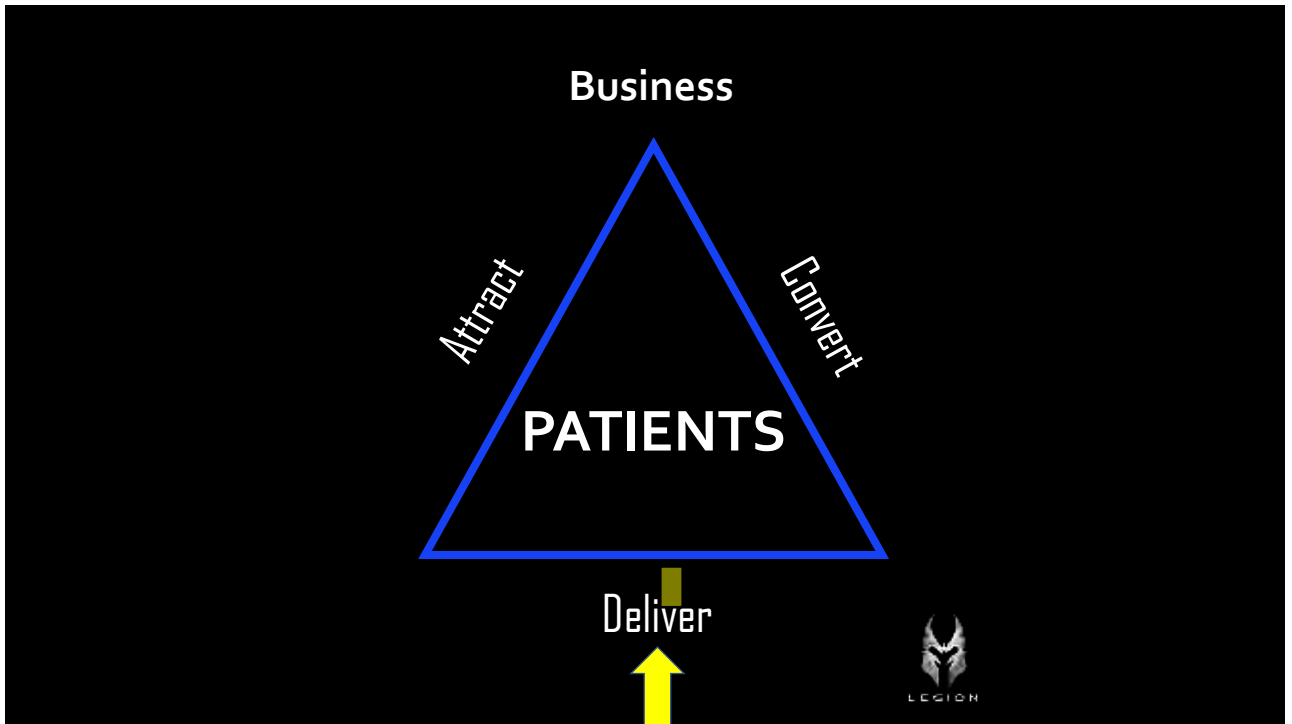 Business
Attract
Convert
PATIENTS
Deliver
LEGION